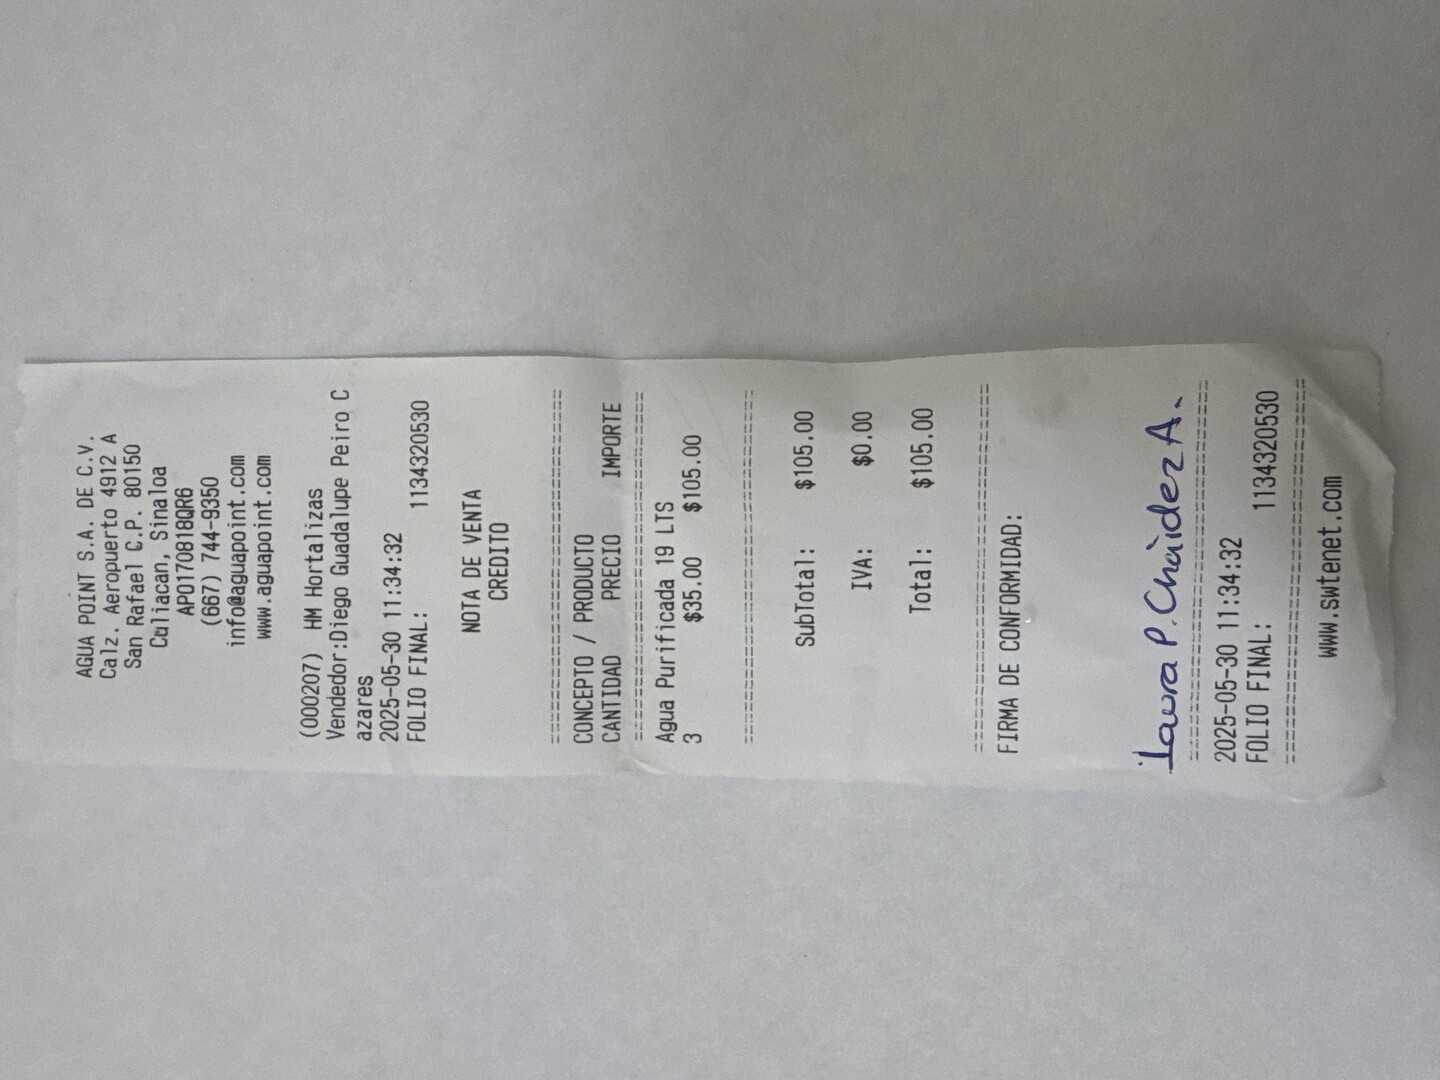 AGUA POINT S.A. DE C.V.
Calz. Aeropuerto 4912 A
San Rafael C.P. 80150
Culiacan, Sinaloa
APO170818QR6
(667) 744-9350
info@aguapoint.com
www.aguapoint.com
(000207) HM Hortalizas
Vendedor:Diego Guadalupe Peiro C
azares
2025-05-30 11:34:32
FOLIO FINAL: 1134320530
NOTA DE VENTA
CREDITO
================================
CONCEPTO / PRODUCTO
CANTIDAD PRECIO IMPORTE
================================
Agua Purificada 19 LTS
3 $35.00 $105.00
================================
SubTotal: $105.00
IVA: $0.00
Total: $105.00
================================
FIRMA DE CONFORMIDAD:
Laura P. Chaidez A.
================================
2025-05-30 11:34:32
FOLIO FINAL: 1134320530
================================
www.swtenet.com